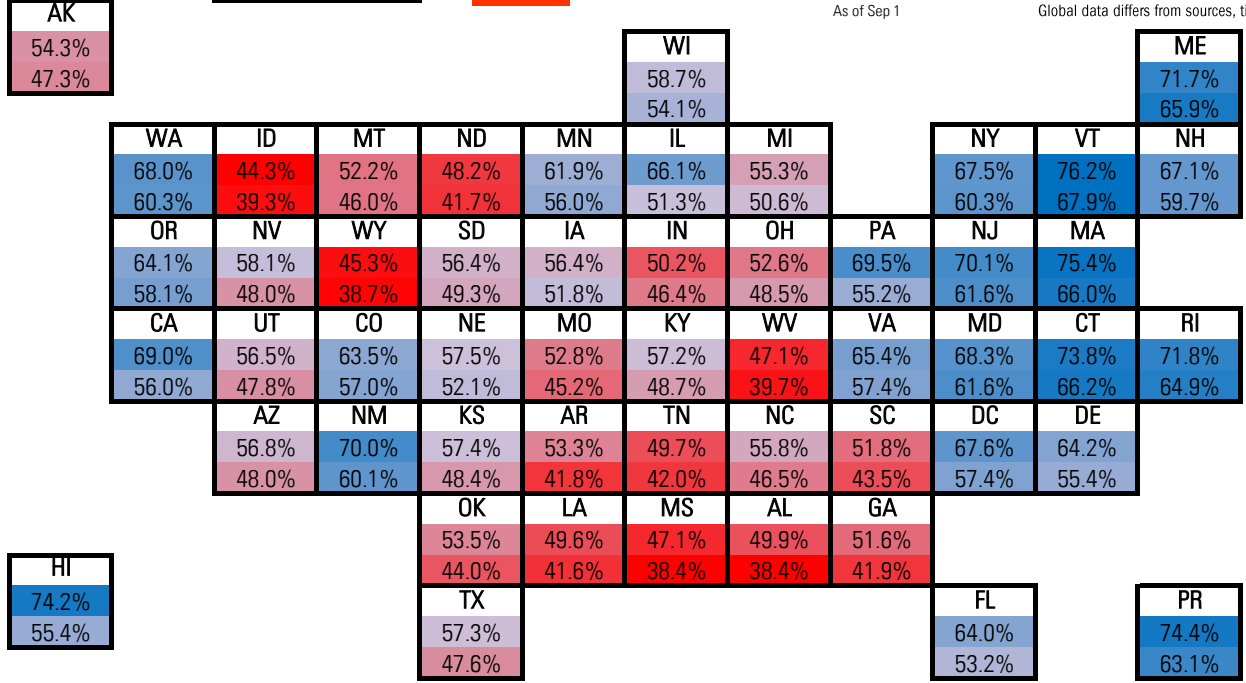 AK
As of Sep 1
Global data differs from sources, ti
54.3%
WI
ME
47.3%
58.7%
71.7%
54.1%
65.9%
WA ID MT ND MN IL MI NY VT NH
68.0% 44.3% 52.2% 48.2% 61.9% 66.1% 55.3% 67.5% 76.2% 67.1%
60.3% 39.3% 46.0% 41.7% 56.0% 51.3% 50.6% 60.3% 67.9% 59.7%
OR NV WY SD IA IN OH PA NJ MA
64.1% 58.1% 45.3% 56.4% 56.4% 50.2% 52.6% 69.5% 70.1% 75.4%
58.1% 48.0% 38.7% 49.3% 51.8% 46.4% 48.5% 55.2% 61.6% 66.0%
CA UT CO NE MO KY WV VA MD CT RI
69.0% 56.5% 63.5% 57.5% 52.8% 57.2% 47.1% 65.4% 68.3% 73.8% 71.8%
56.0% 47.8% 57.0% 52.1% 45.2% 48.7% 39.7% 57.4% 61.6% 66.2% 64.9%
AZ NM KS AR TN NC SC DC DE
56.8% 70.0% 57.4% 53.3% 49.7% 55.8% 51.8% 67.6% 64.2%
48.0% 60.1% 48.4% 41.8% 42.0% 46.5% 43.5% 57.4% 55.4%
OK LA MS AL GA
53.5% 49.6% 47.1% 49.9% 51.6%
44.0% 41.6% 38.4% 38.4% 41.9%
HI
74.2%
55.4%
TX FL PR
57.3% 64.0% 74.4%
47.6% 53.2% 63.1%